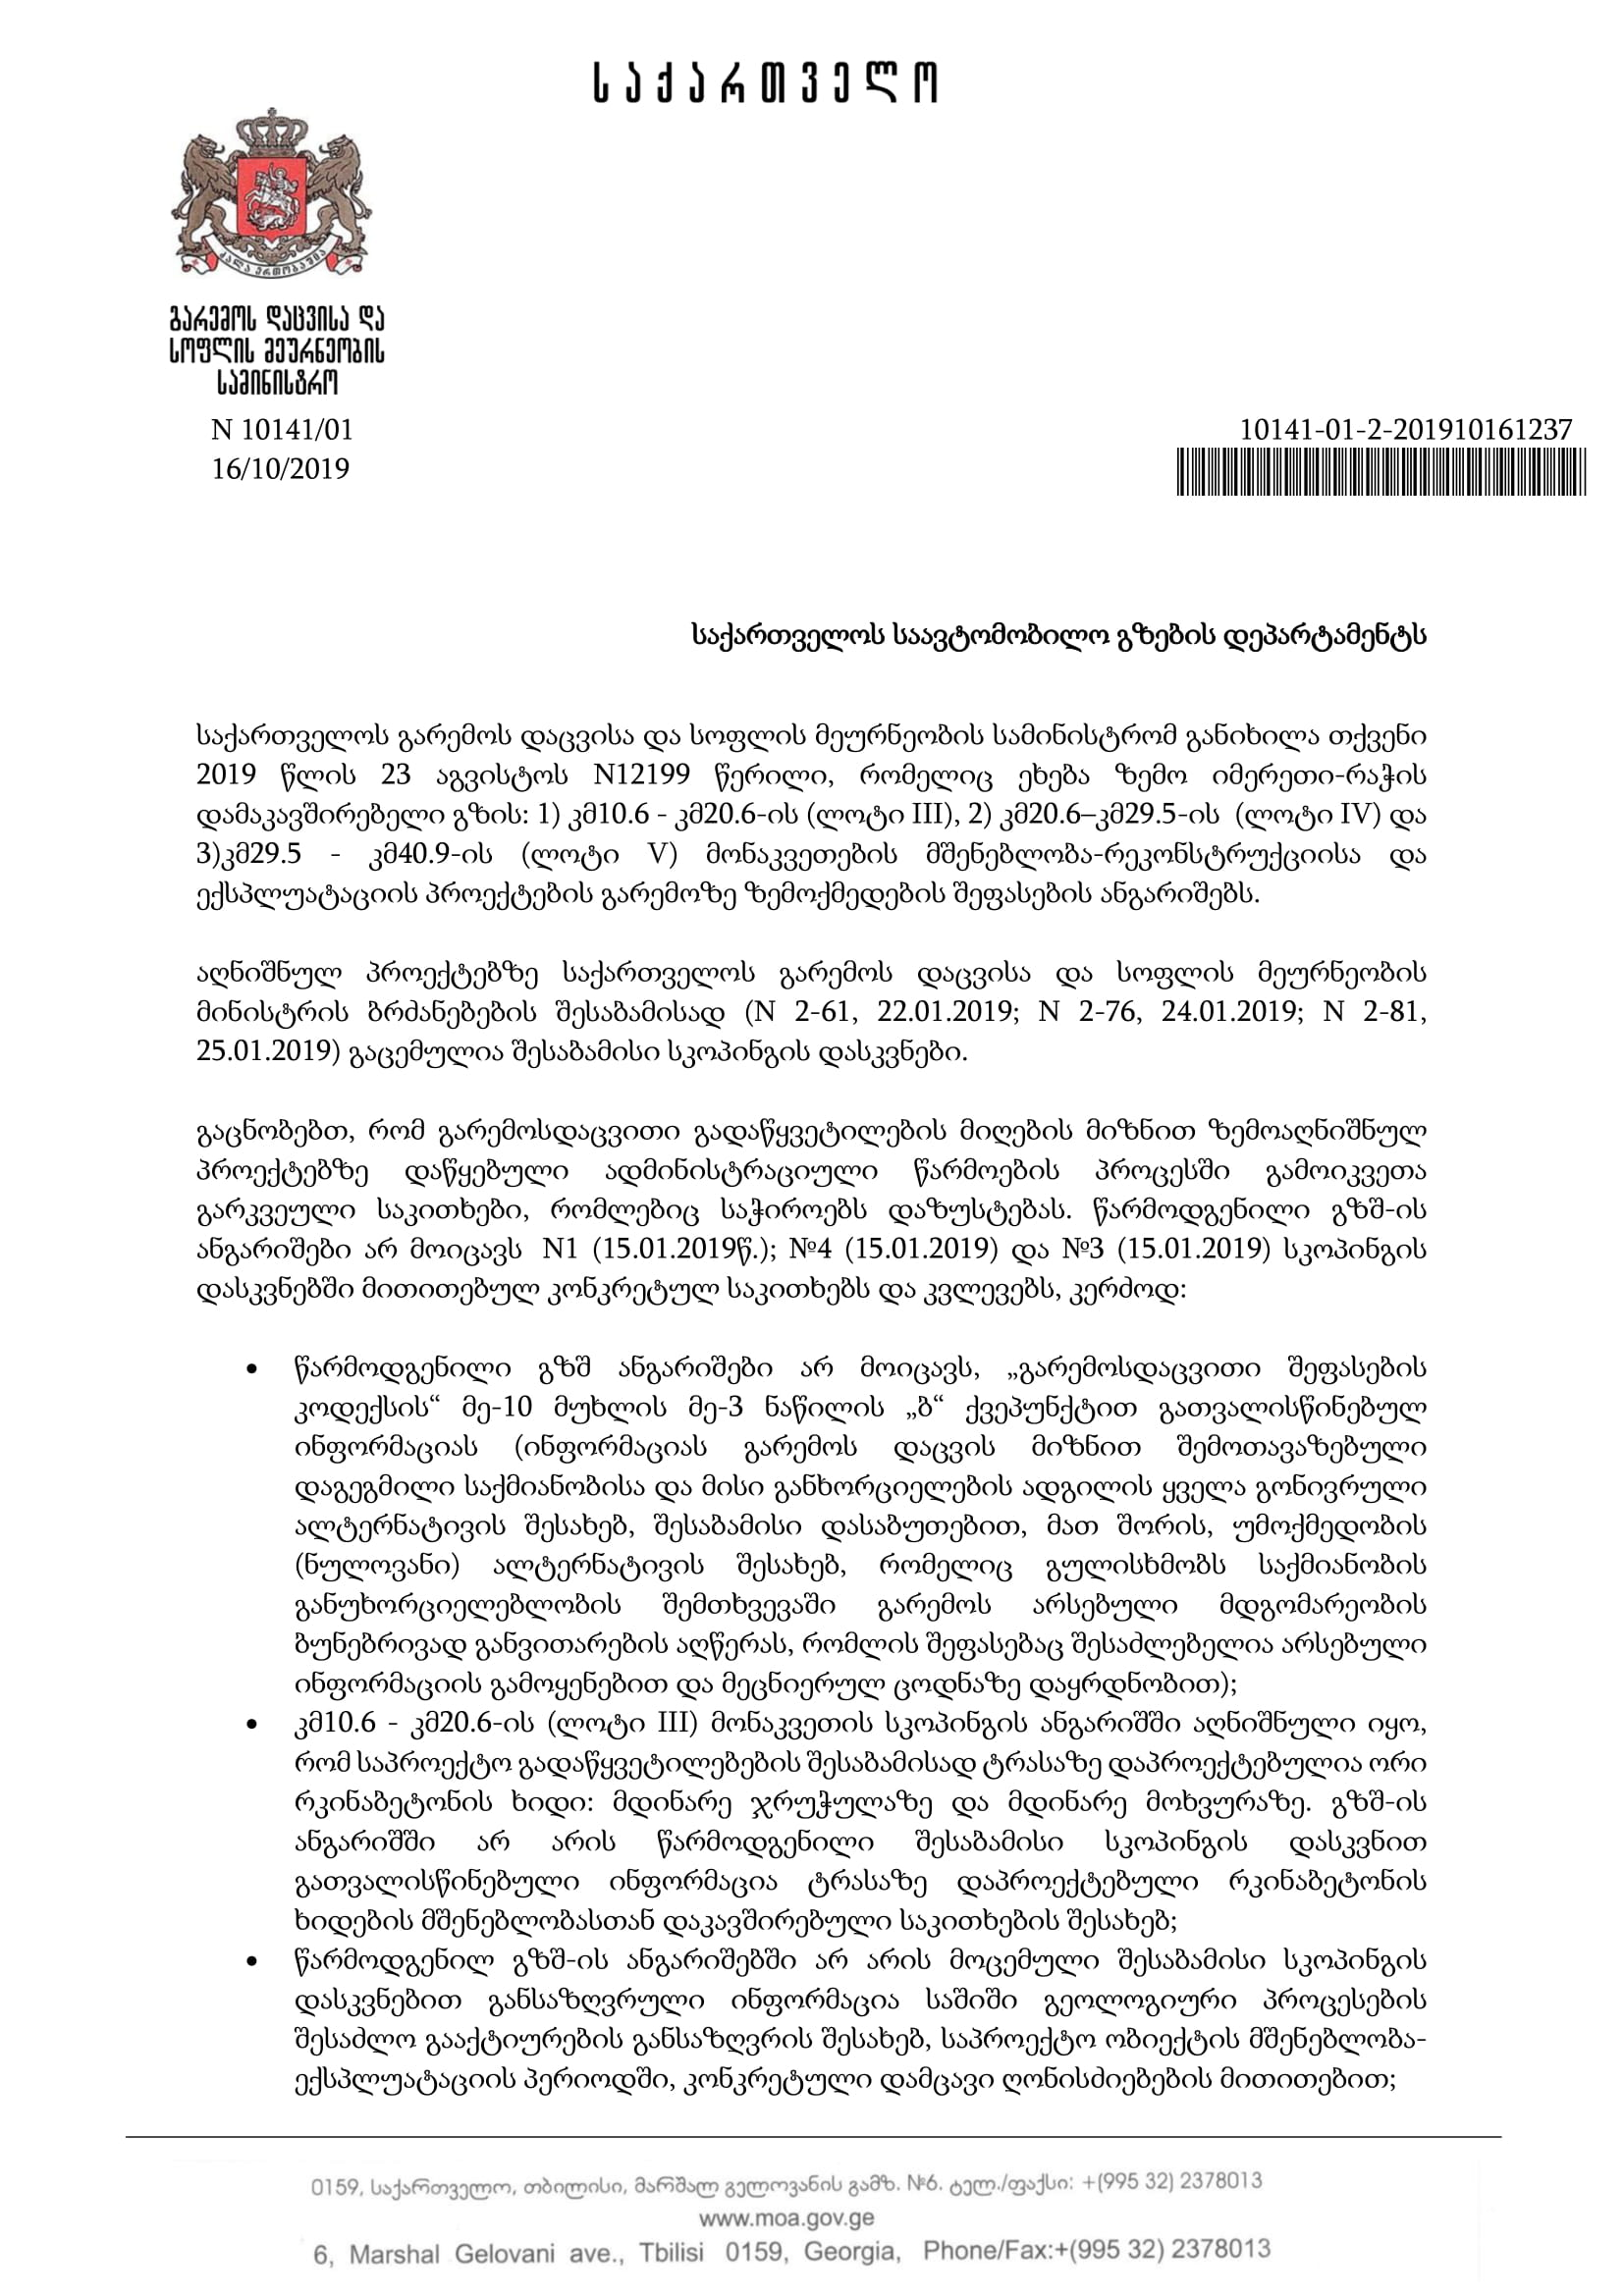 საქართველო
ძალა ერთობაშია
გარემოს დაცვისა და
სოფლის მეურნეობის
სამინისტრო
N 10141/01
10141-01-2-201910161237
16/10/2019
საქართველოს საავტომობილო გზების დეპარტამენტს
საქართველოს გარემოს დაცვისა და სოფლის მეურნეობის სამინისტრომ განიხილა თქვენი
2019 წლის 23 აგვისტოს N12199 წერილი, რომელიც ეხება ზემო იმერეთი-რაჭის
დამაკავშირებელი გზის: 1) კმ10.6 - კმ20.6-ის (ლოტი III), 2) კმ20.6–კმ29.5-ის (ლოტი IV) და
3)კმ29.5 - კმ40.9-ის (ლოტი V) მონაკვეთების მშენებლობა-რეკონსტრუქციისა და
ექსპლუატაციის პროექტების გარემოზე ზემოქმედების შეფასების ანგარიშებს.
აღნიშნულ პროექტებზე საქართველოს გარემოს დაცვისა და სოფლის მეურნეობის
მინისტრის ბრძანებების შესაბამისად (N 2-61, 22.01.2019; N 2-76, 24.01.2019; N 2-81,
25.01.2019) გაცემულია შესაბამისი სკოპინგის დასკვნები.
გაცნობებთ, რომ გარემოსდაცვითი გადაწყვეტილების მიღების მიზნით ზემოაღნიშნულ
პროექტებზე დაწყებული ადმინისტრაციული წარმოების პროცესში გამოიკვეთა
გარკვეული საკითხები, რომლებიც საჭიროებს დაზუსტებას. წარმოდგენილი გზშ-ის
ანგარიშები არ მოიცავს N1 (15.01.2019წ.); №4 (15.01.2019) და №3 (15.01.2019) სკოპინგის
დასკვნებში მითითებულ კონკრეტულ საკითხებს და კვლევებს, კერძოდ:
• წარმოდგენილი გზშ ანგარიშები არ მოიცავს, „გარემოსდაცვითი შეფასების
კოდექსის“ მე-10 მუხლის მე-3 ნაწილის „ბ“ ქვეპუნქტით გათვალისწინებულ
ინფორმაციას (ინფორმაციას გარემოს დაცვის მიზნით შემოთავაზებული
დაგეგმილი საქმიანობისა და მისი განხორციელების ადგილის ყველა გონივრული
ალტერნატივის შესახებ, შესაბამისი დასაბუთებით, მათ შორის, უმოქმედობის
(ნულოვანი) ალტერნატივის შესახებ, რომელიც გულისხმობს საქმიანობის
განუხორციელებლობის შემთხვევაში გარემოს არსებული მდგომარეობის
ბუნებრივად განვითარების აღწერას, რომლის შეფასებაც შესაძლებელია არსებული
ინფორმაციის გამოყენებით და მეცნიერულ ცოდნაზე დაყრდნობით);
• კმ10.6 - კმ20.6-ის (ლოტი III) მონაკვეთის სკოპინგის ანგარიშში აღნიშნული იყო,
რომ საპროექტო გადაწყვეტილებების შესაბამისად ტრასაზე დაპროექტებულია ორი
რკინაბეტონის ხიდი: მდინარე ჯრუჭულაზე და მდინარე მოხვურაზე. გზშ-ის
ანგარიშში არ არის წარმოდგენილი შესაბამისი სკოპინგის დასკვნით
გათვალისწინებული ინფორმაცია ტრასაზე დაპროექტებული რკინაბეტონის
ხიდების მშენებლობასთან დაკავშირებული საკითხების შესახებ;
• წარმოდგენილ გზშ-ის ანგარიშებში არ არის მოცემული შესაბამისი სკოპინგის
დასკვნებით განსაზღვრული ინფორმაცია საშიში გეოლოგიური პროცესების
შესაძლო გააქტიურების განსაზღვრის შესახებ, საპროექტო ობიექტის მშენებლობა-
ექსპლუატაციის პერიოდში, კონკრეტული დამცავი ღონისძიებების მითითებით;
0159, საქართველო, თბილისი, მარშალ გელოვანის გამზ. №6. ტელ./ფაქსი: +(995 32) 2378013
www.moa.gov.ge
6, Marshal Gelovani ave., Tbilisi 0159, Georgia, Phone/Fax:+(995 32) 2378013